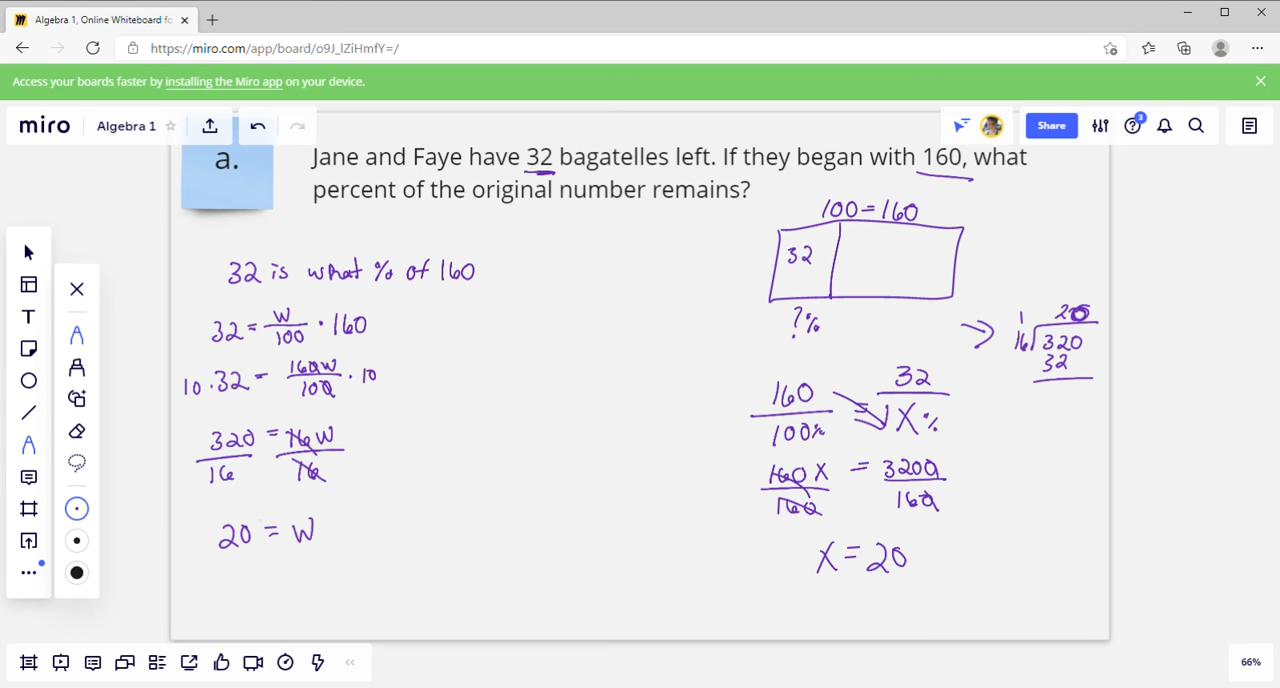 Algebra 1, Online Whiteboard fo
https://miro.com/app/board/o9J_lZiHmfY=/
Access your boards faster by installing the Miro app on your device.
miro
Algebra 1
Share
3
a.
Jane and Faye have 32 bagatelles left. If they began with 160, what
percent of the original number remains?
32 is what % of 160
32 = W/100 · 160
10 · 32 = 160W/100 · 10
320/16 = 16W/16
20 = W
100 = 160
32
?%
160/100% = 32/X%
160X/160 = 3200/160
X = 20
1 20
16 320
32
T
66%